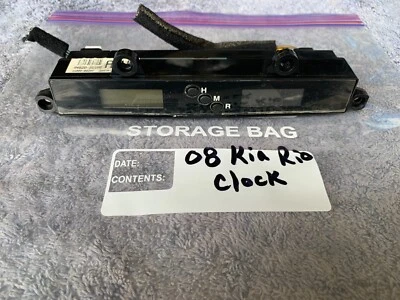 H
M
R
STORAGE BAG
DATE:
CONTENTS:
08 Kia Rio
Clock